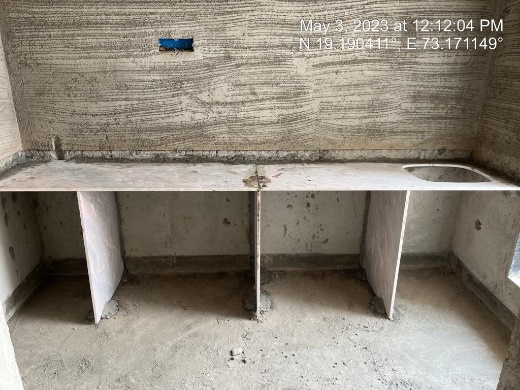 May 3, 2023 at 12:12:04 PM
N 19.190411°, E 73.171149°